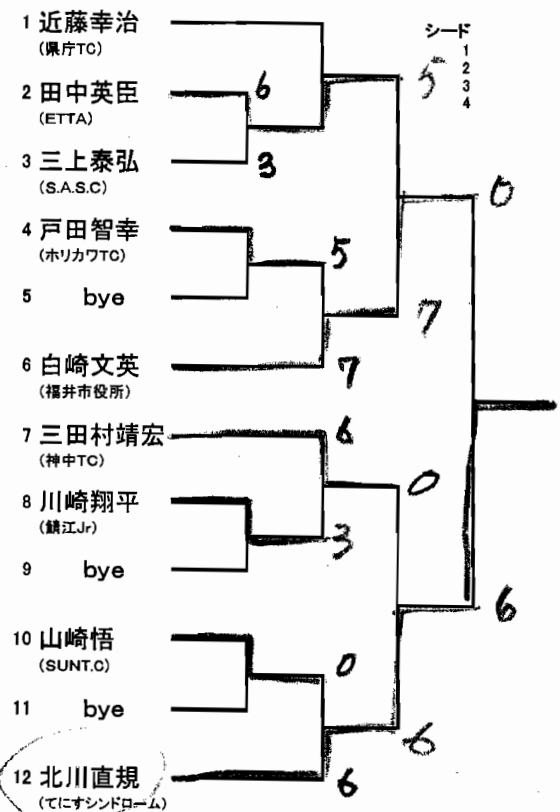 シード
1
2
3
4
1 近藤幸治
(県庁TC)
2 田中英臣 6
(ETTA)
3 三上泰弘 3
(S.A.S.C)
5
0
4 戸田智幸 5
(ホリカワTC)
5 bye
7
6 白崎文英 7
(福井市役所)
7 三田村靖宏 6
(神中TC)
0
8 川崎翔平
(鯖江Jr)
3
9 bye
6
10 山崎悟 0
(SUNT.C)
11 bye
6
12 北川直規 6
(てにすシンドローム)